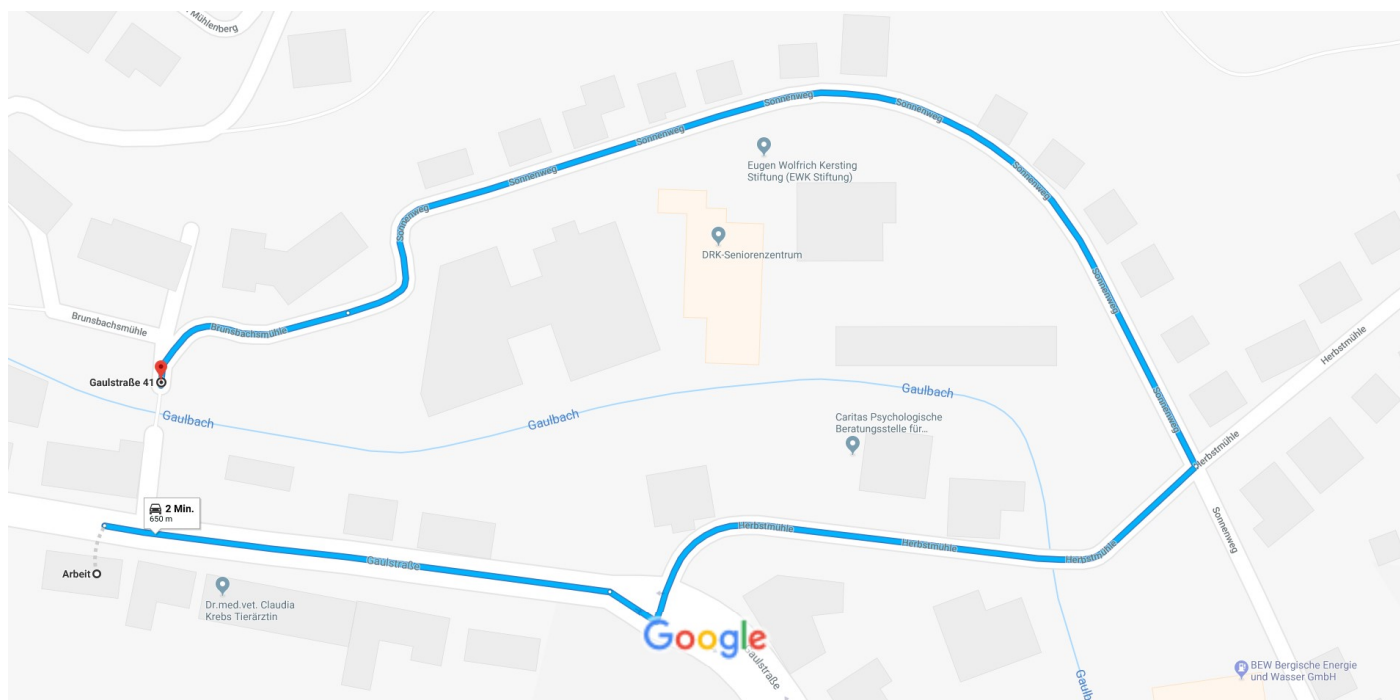 Mühlenberg
Sonnenweg
Sonnenweg
Sonnenweg
Sonnenweg
Eugen Wolfrich Kersting
Stiftung (EWK Stiftung)
Sonnenweg
Sonnenweg
DRK-Seniorenzentrum
Sonnenweg
Brunsbachsmühle
Brunsbachsmühle
Herbstmühle
Gaulstraße 41
Gaulbach
Gaulbach
Gaulbach
Sonnenweg
Caritas Psychologische
Beratungsstelle für...
Herbstmühle
2 Min.
650 m
Herbstmühle
Herbstmühle
Herbstmühle
Sonnenweg
Gaulstraße
Arbeit
Dr.med.vet. Claudia
Krebs Tierärztin
Google
Gaulstraße
BEW Bergische Energie
und Wasser GmbH